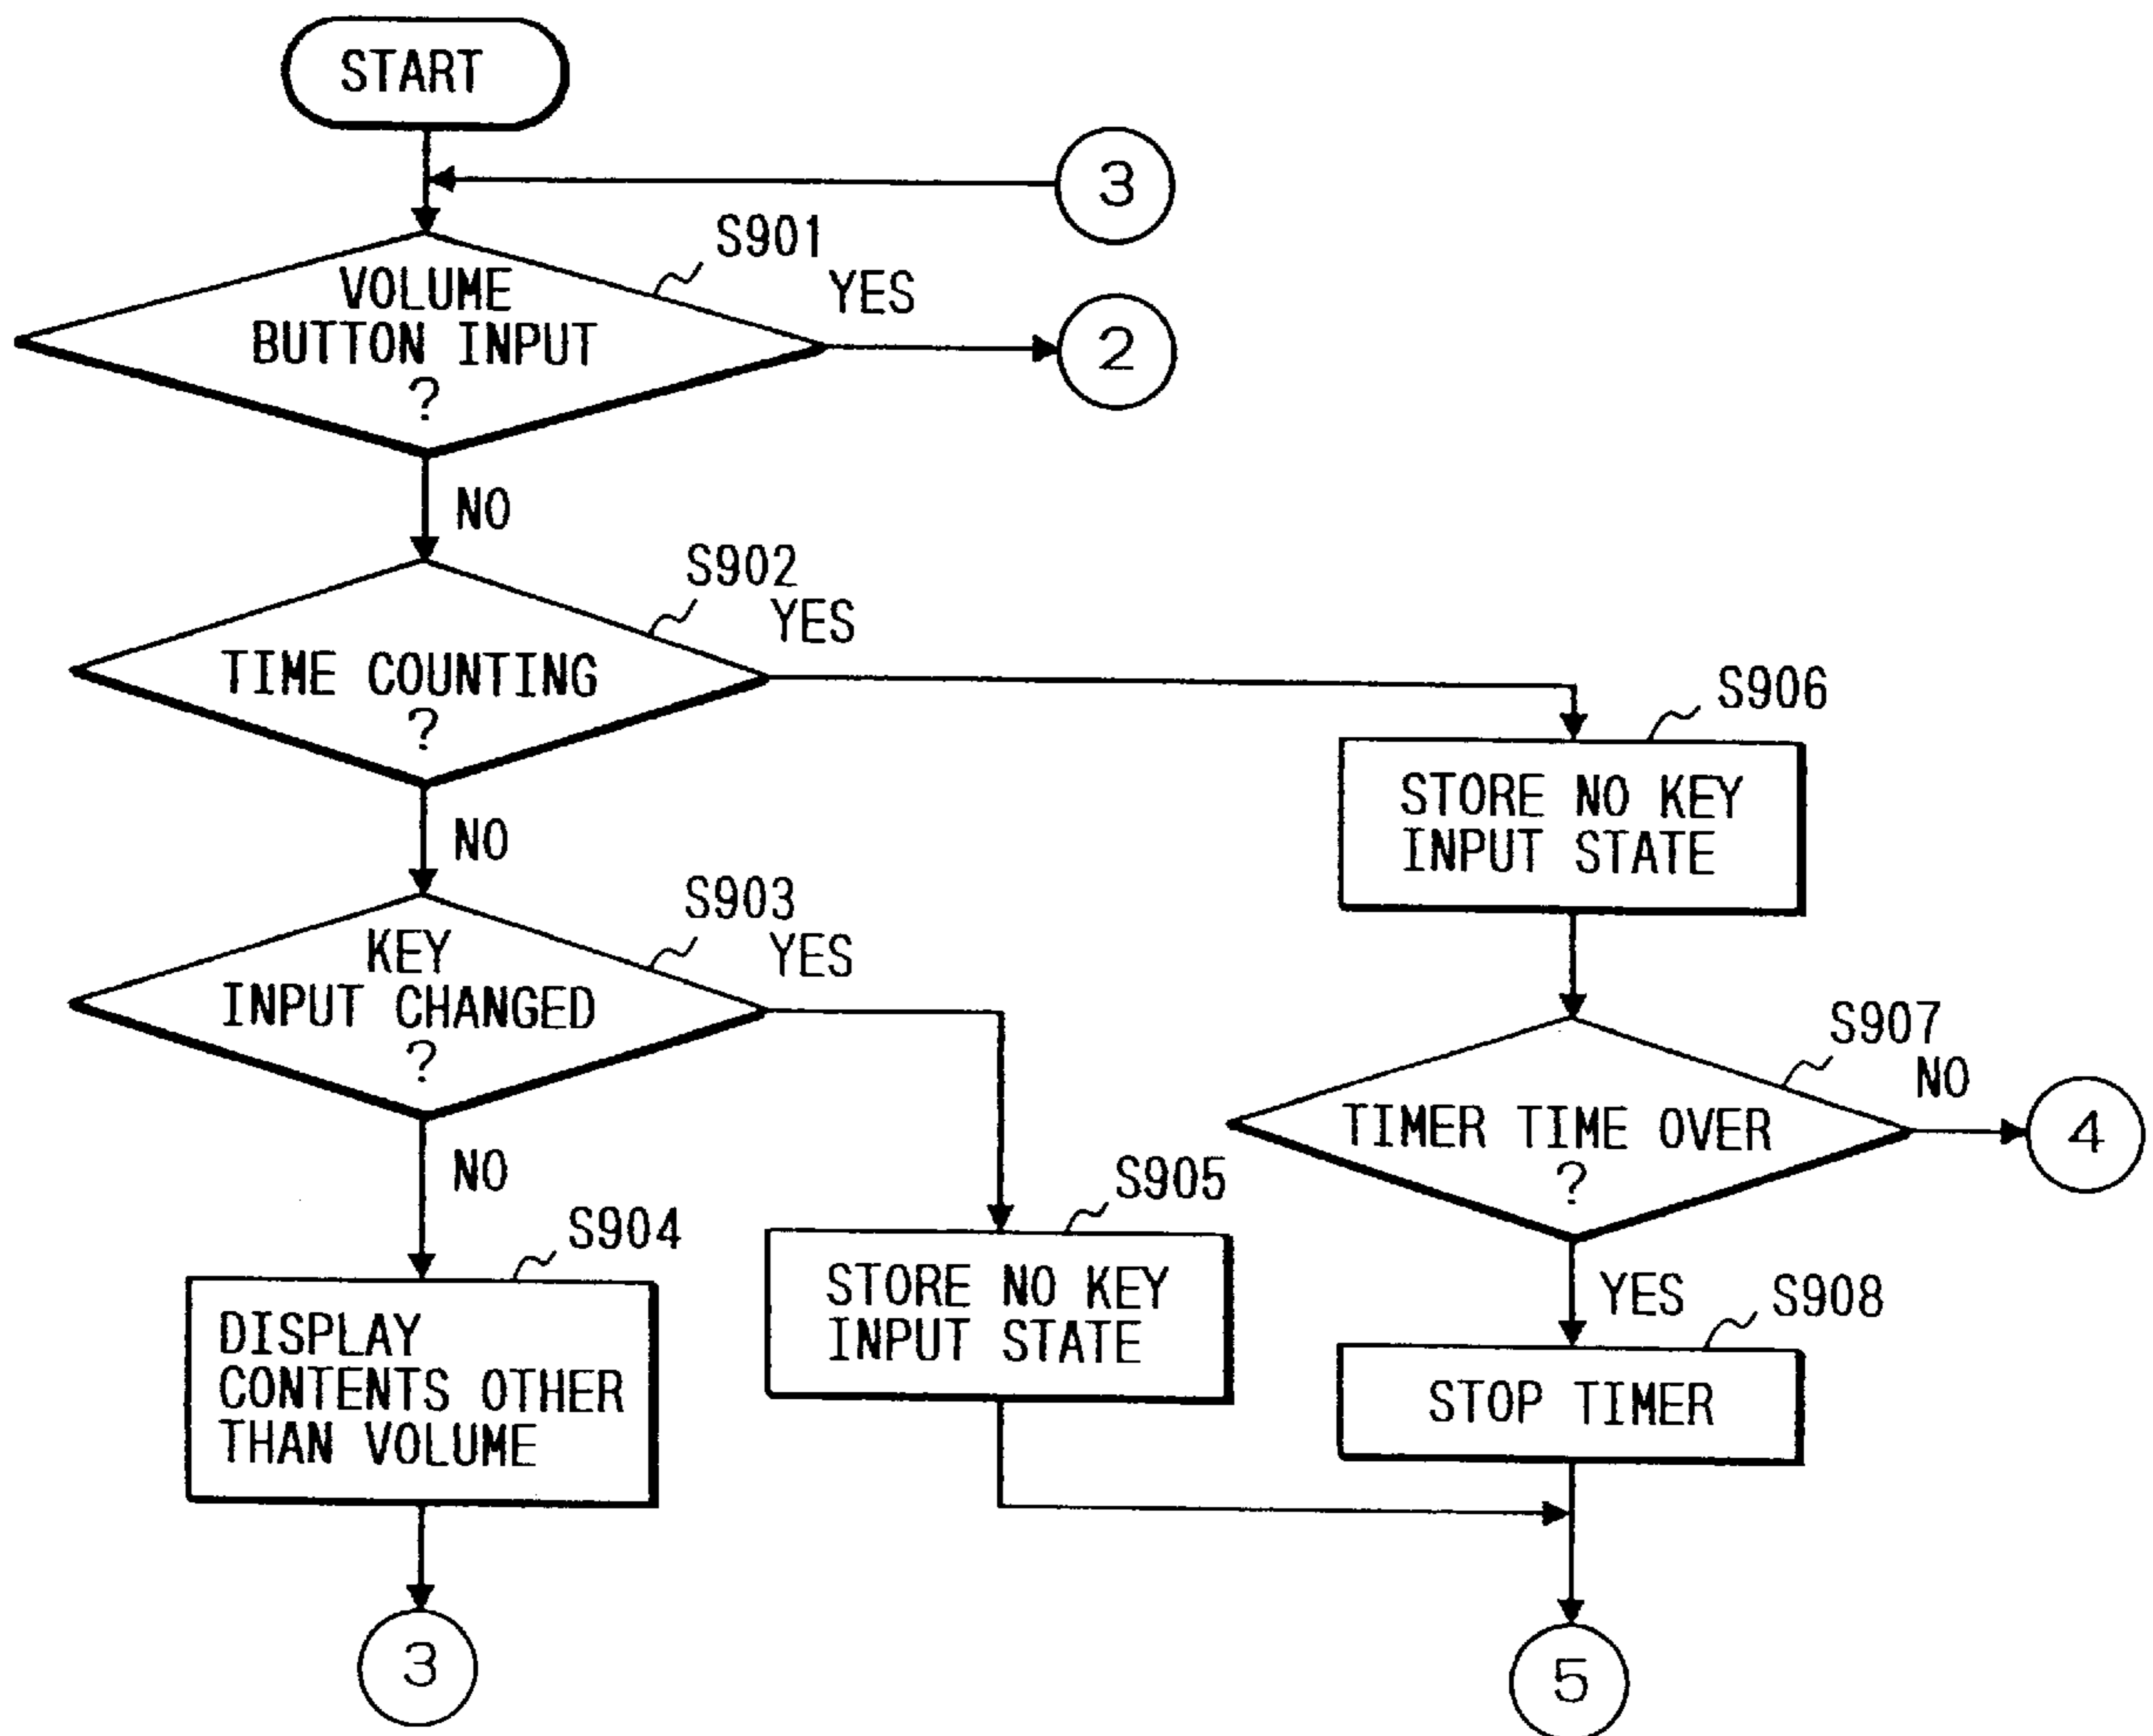 START
3
S901
YES
VOLUME
BUTTON INPUT
?
2
NO
S902
YES
TIME COUNTING
?
S906
STORE NO KEY
INPUT STATE
NO
S903
YES
KEY
INPUT CHANGED
?
S907
NO
TIMER TIME OVER
?
4
NO
S905
STORE NO KEY
INPUT STATE
S904
DISPLAY
CONTENTS OTHER
THAN VOLUME
YES
S908
STOP TIMER
3
5